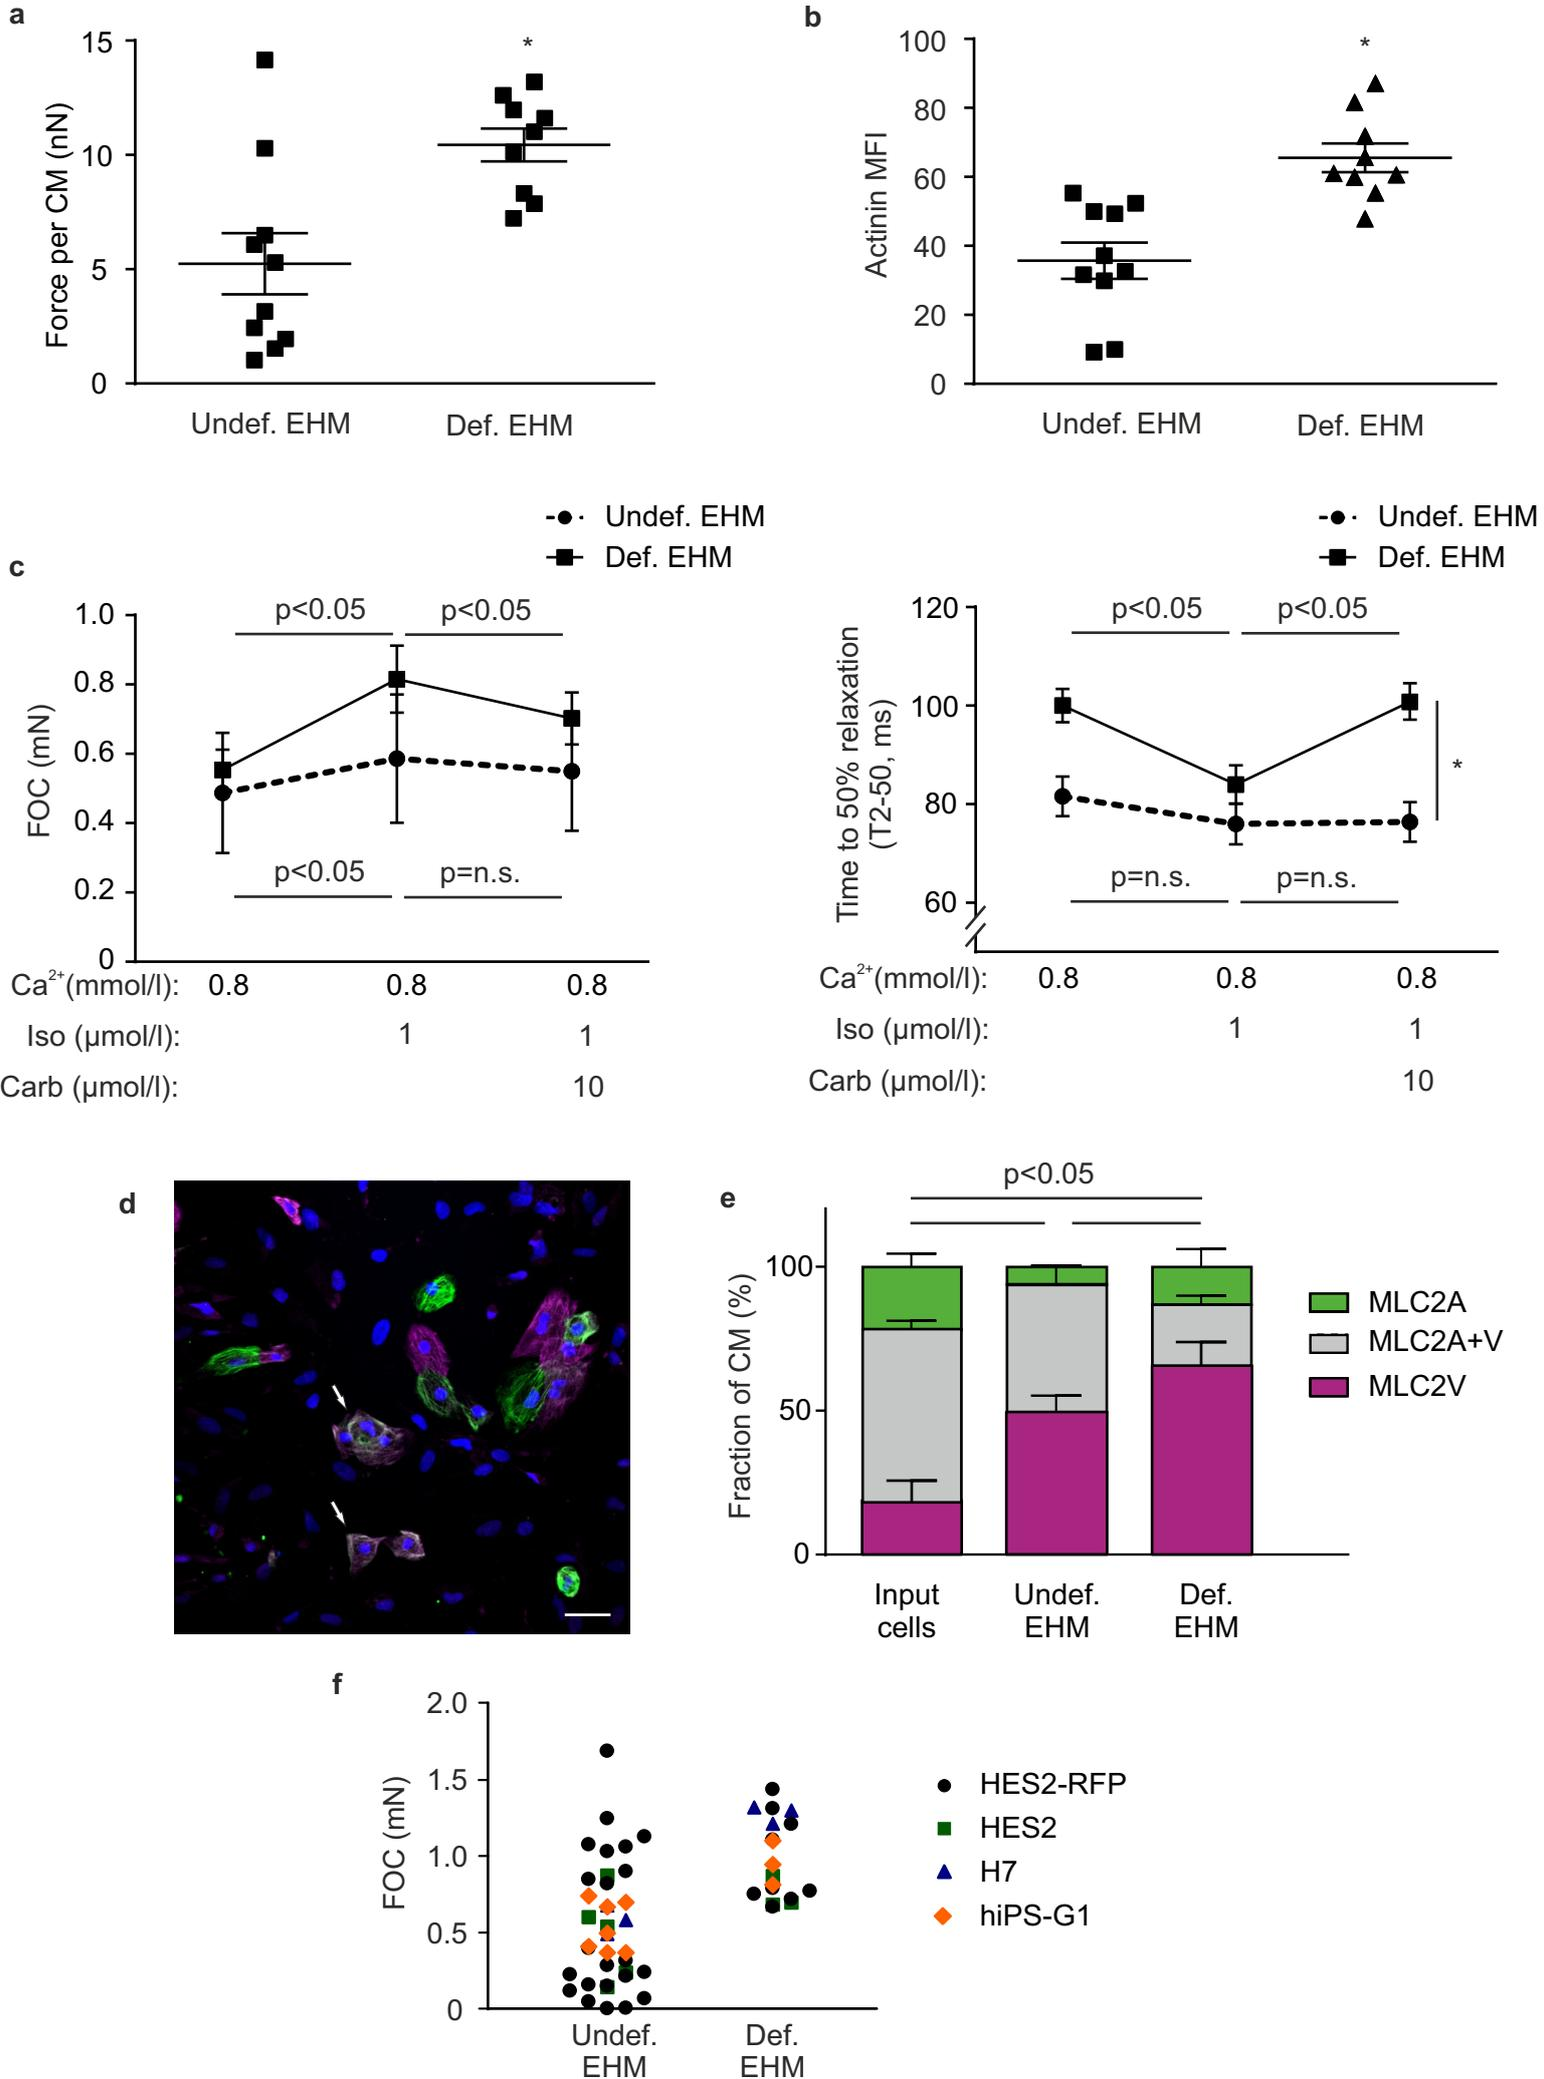 a
15
10
5
0
Force per CM (nN)
*
Undef. EHM
Def. EHM
b
100
80
60
40
20
0
Actinin MFI
*
Undef. EHM
Def. EHM
c
Undef. EHM
Def. EHM
1.0
0.8
0.6
0.4
0.2
0
FOC (mN)
p<0.05
p<0.05
p<0.05
p=n.s.
Ca²⁺(mmol/l): 0.8 0.8 0.8
Iso (µmol/l): 1 1
Carb (µmol/l): 10
Undef. EHM
Def. EHM
120
100
80
60
Time to 50% relaxation
(T2-50, ms)
p<0.05
p<0.05
*
p=n.s.
p=n.s.
Ca²⁺(mmol/l): 0.8 0.8 0.8
Iso (µmol/l): 1 1
Carb (µmol/l): 10
d
e
p<0.05
100
50
0
Fraction of CM (%)
MLC2A
MLC2A+V
MLC2V
Input
cells
Undef.
EHM
Def.
EHM
f
2.0
1.5
1.0
0.5
0
FOC (mN)
HES2-RFP
HES2
H7
hiPS-G1
Undef.
EHM
Def.
EHM